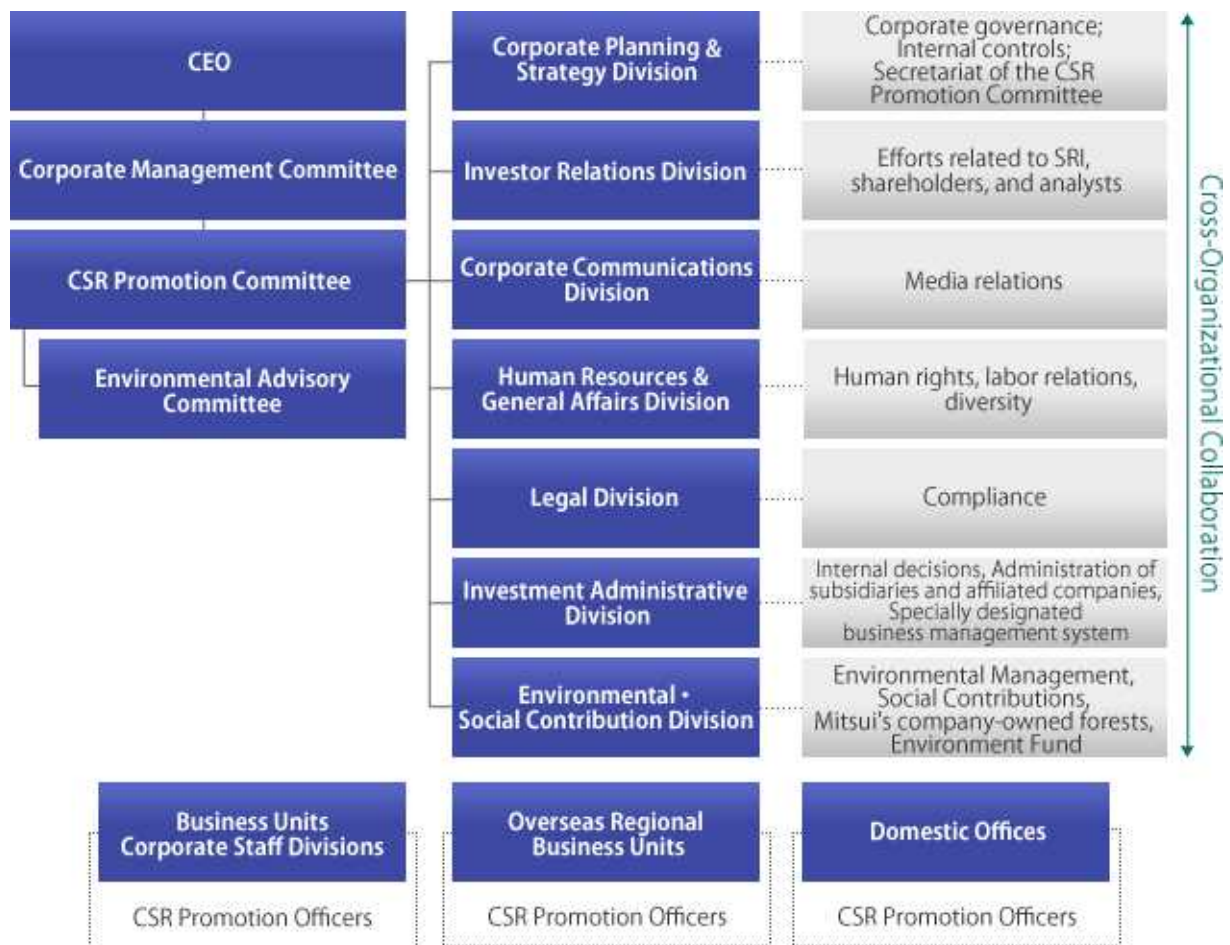 CEO
Corporate Management Committee
CSR Promotion Committee
Environmental Advisory
Committee
Corporate Planning &
Strategy Division
Corporate governance;
Internal controls;
Secretariat of the CSR
Promotion Committee
Investor Relations Division
Efforts related to SRI,
shareholders, and analysts
Corporate Communications
Division
Media relations
Human Resources &
General Affairs Division
Human rights, labor relations,
diversity
Legal Division
Compliance
Investment Administrative
Division
Internal decisions, Administration of
subsidiaries and affiliated companies,
Specially designated
business management system
Environmental •
Social Contribution Division
Environmental Management,
Social Contributions,
Mitsui's company-owned forests,
Environment Fund
Cross-Organizational Collaboration
Business Units
Corporate Staff Divisions
CSR Promotion Officers
Overseas Regional
Business Units
CSR Promotion Officers
Domestic Offices
CSR Promotion Officers